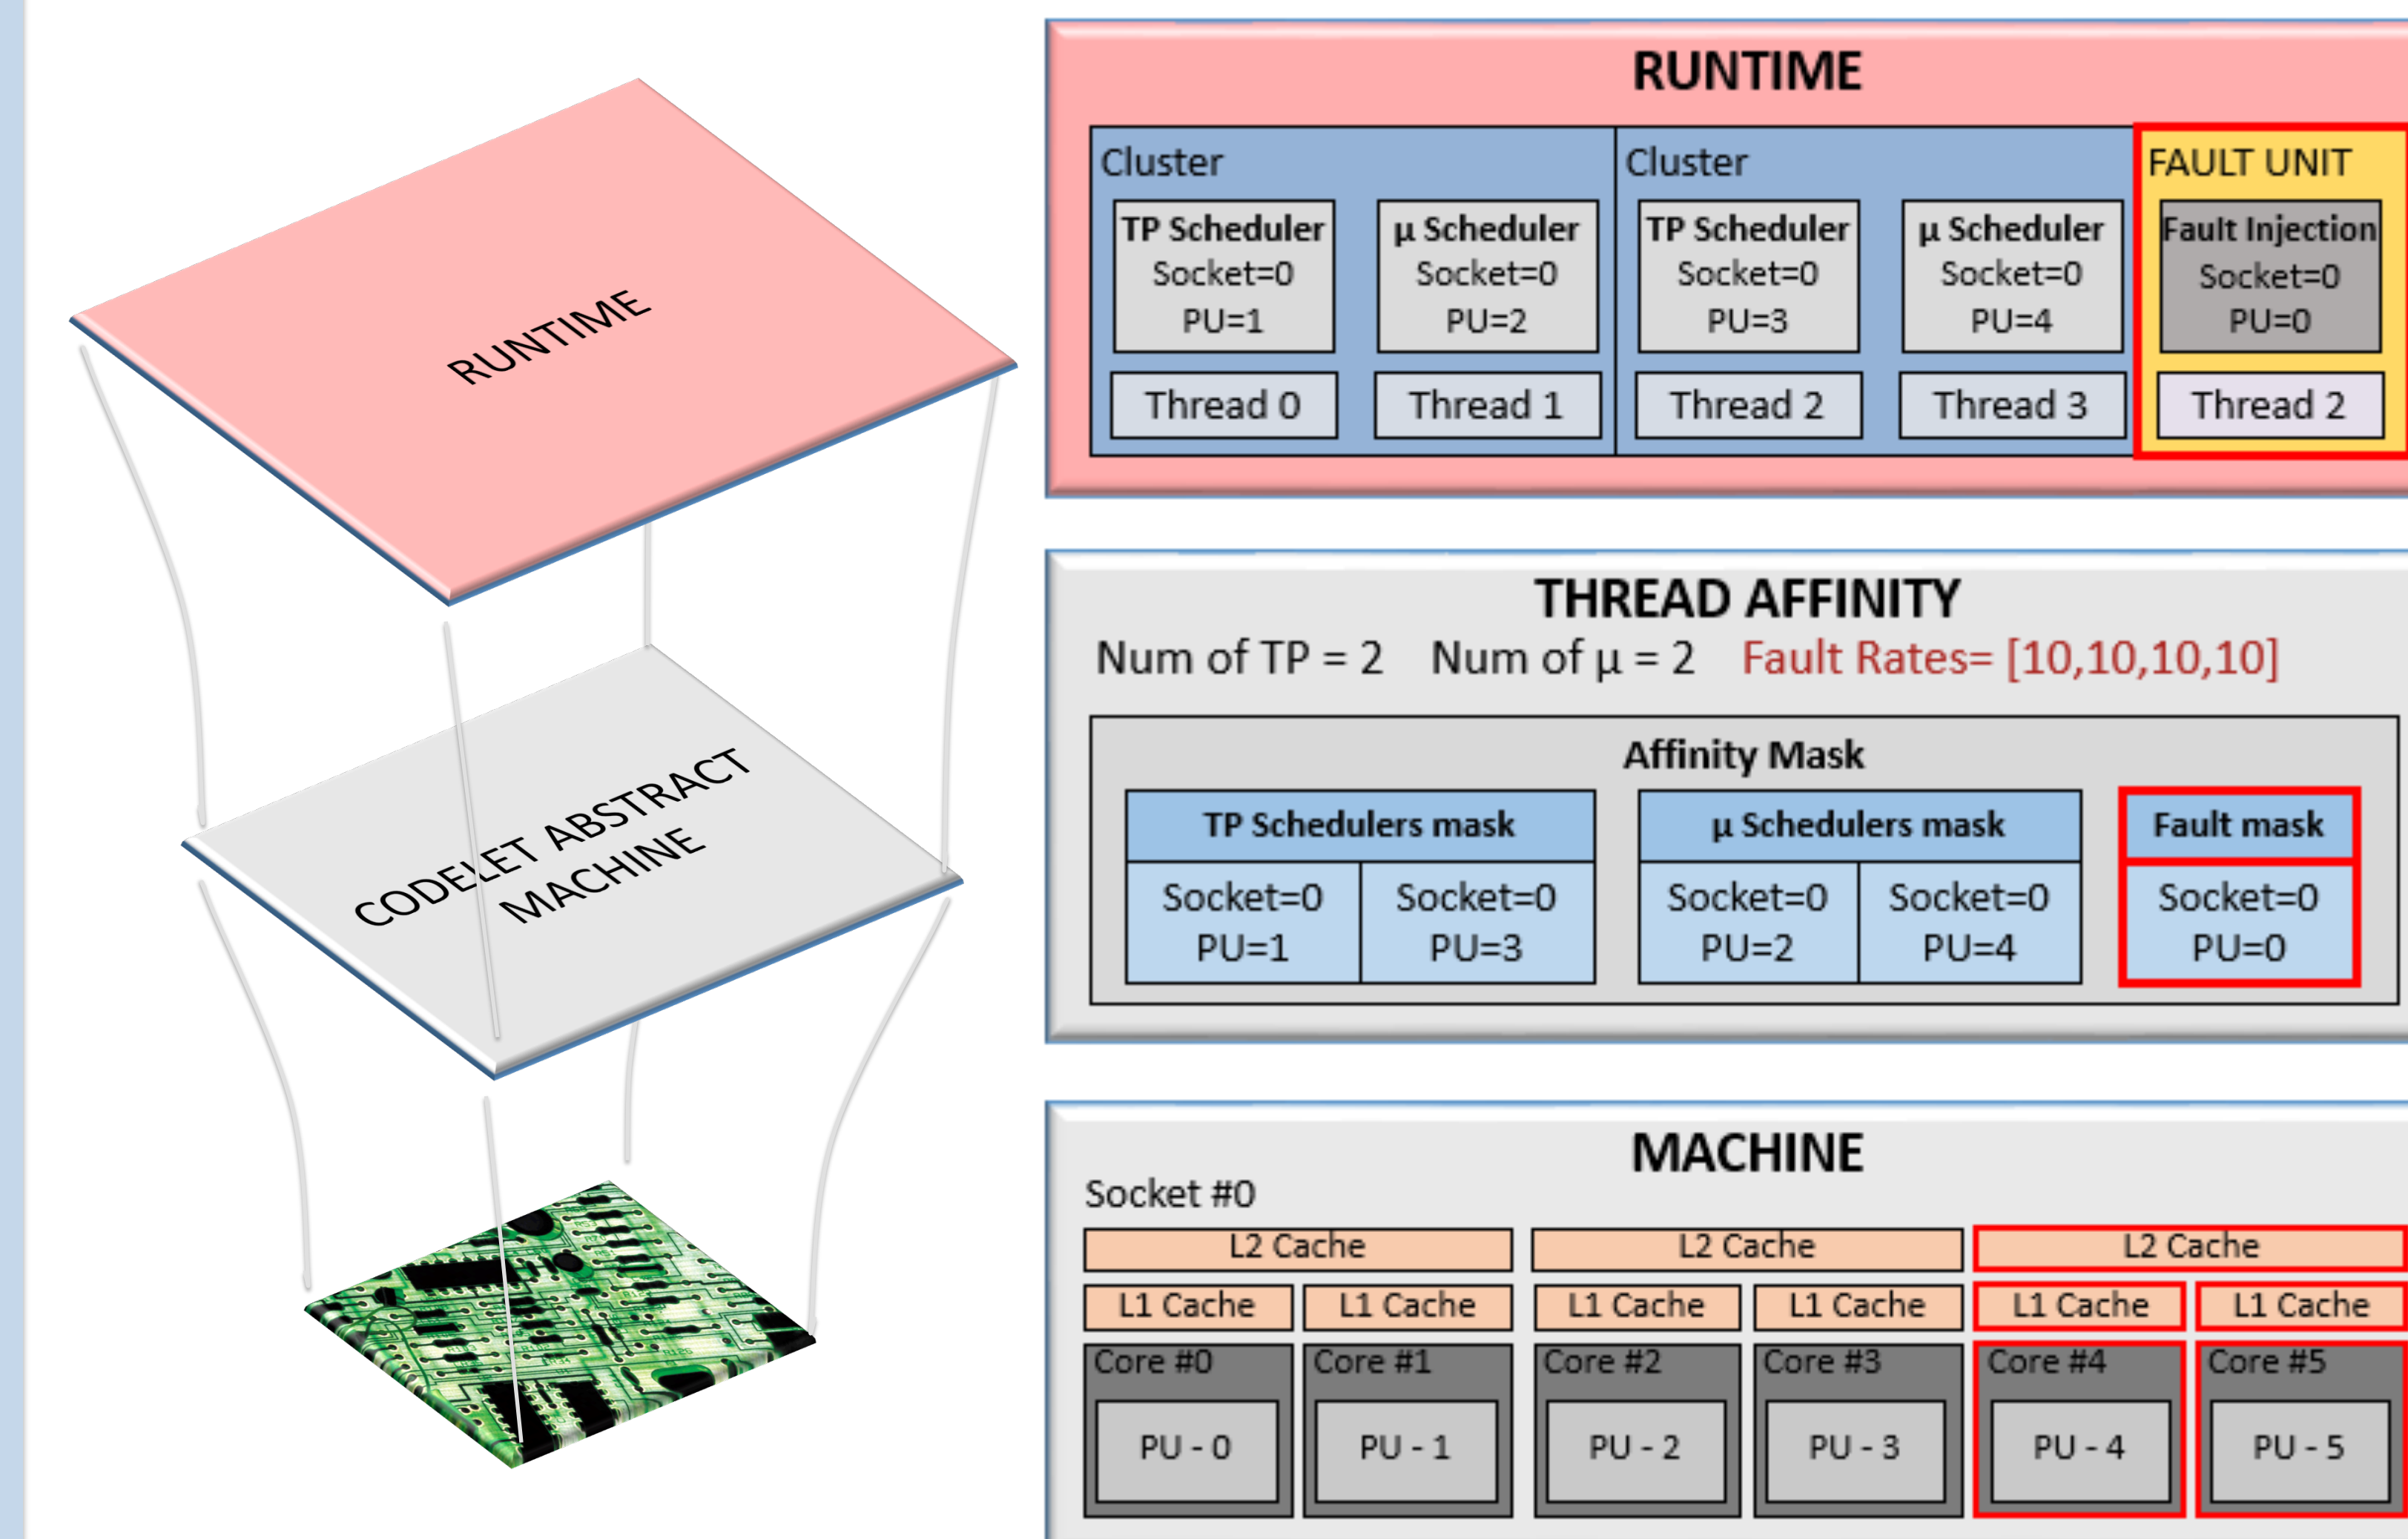 RUNTIME
CODELET ABSTRACT
MACHINE
RUNTIME
Cluster
TP Scheduler
Socket=0
PU=1
Thread 0
μ Scheduler
Socket=0
PU=2
Thread 1
Cluster
TP Scheduler
Socket=0
PU=3
Thread 2
μ Scheduler
Socket=0
PU=4
Thread 3
FAULT UNIT
Fault Injection
Socket=0
PU=0
Thread 2
THREAD AFFINITY
Num of TP = 2 Num of μ = 2 Fault Rates= [10,10,10,10]
Affinity Mask
TP Schedulers mask
Socket=0
PU=1
Socket=0
PU=3
μ Schedulers mask
Socket=0
PU=2
Socket=0
PU=4
Fault mask
Socket=0
PU=0
MACHINE
Socket #0
L2 Cache
L2 Cache
L2 Cache
L1 Cache
L1 Cache
L1 Cache
L1 Cache
L1 Cache
L1 Cache
Core #0
Core #1
Core #2
Core #3
Core #4
Core #5
PU - 0
PU - 1
PU - 2
PU - 3
PU - 4
PU - 5